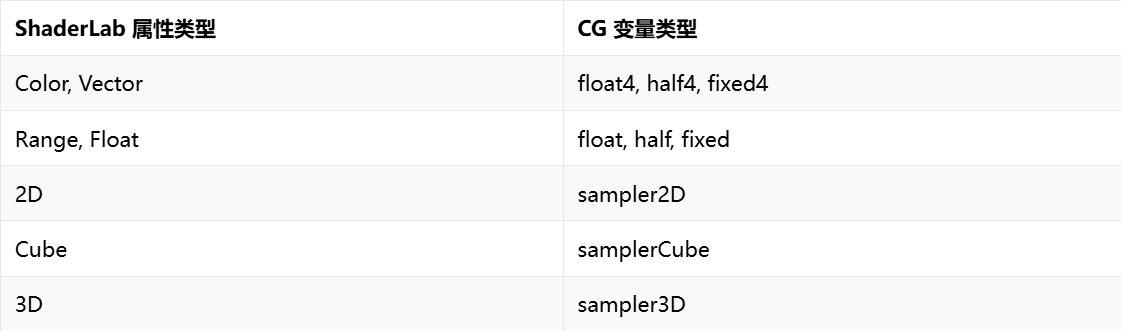 ShaderLab 属性类型 CG 变量类型
Color, Vector float4, half4, fixed4
Range, Float float, half, fixed
2D sampler2D
Cube samplerCube
3D sampler3D